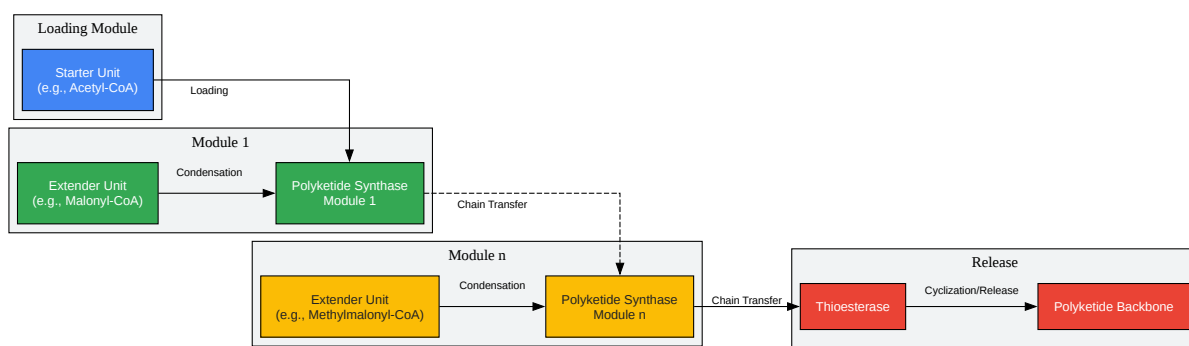 Loading Module
Starter Unit
(e.g., Acetyl-CoA)
Loading
Module 1
Extender Unit
(e.g., Malonyl-CoA)
Condensation
Polyketide Synthase
Module 1
Chain Transfer
Module n
Extender Unit
(e.g., Methylmalonyl-CoA)
Condensation
Polyketide Synthase
Module n
Chain Transfer
Release
Thioesterase
Cyclization/Release
Polyketide Backbone